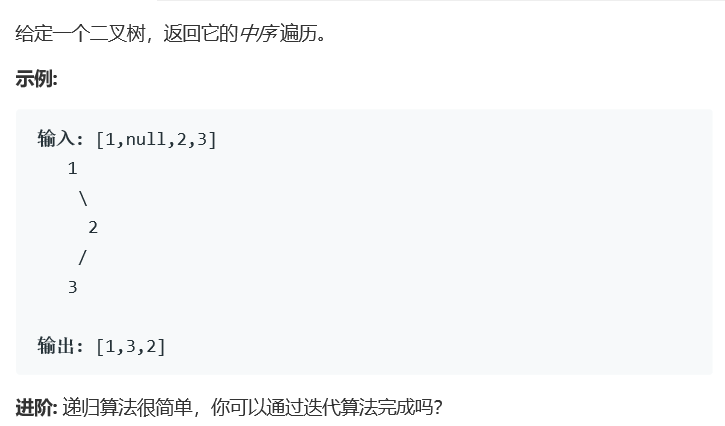 给定一个二叉树，返回它的中序 遍历。
示例:
输入: [1,null,2,3]
   1
    \
     2
    /
   3
输出: [1,3,2]
进阶: 递归算法很简单，你可以通过迭代算法完成吗？